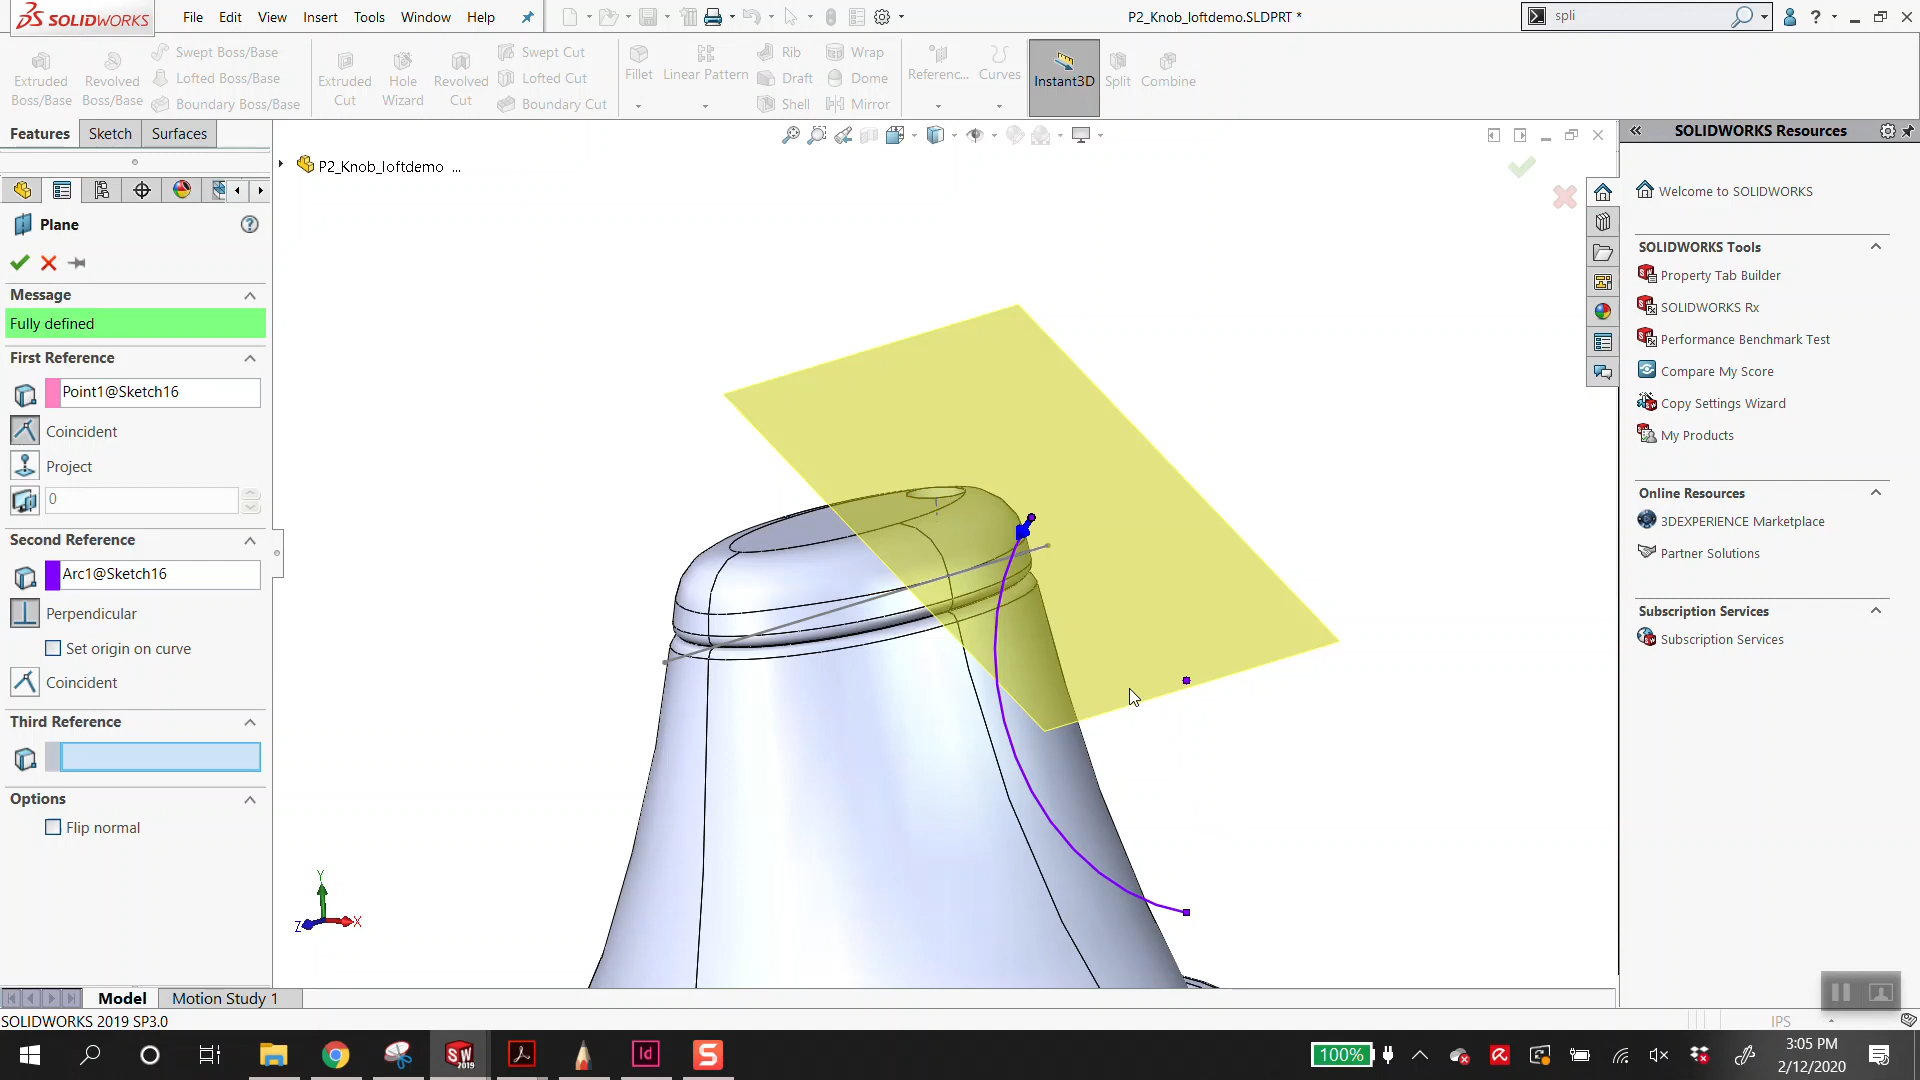 SOLIDWORKS
File Edit View Insert Tools Window Help
P2_Knob_loftdemo.SLDPRT *
spli
Extruded Boss/Base
Revolved Boss/Base
Swept Boss/Base
Lofted Boss/Base
Boundary Boss/Base
Extruded Cut
Hole Wizard
Revolved Cut
Swept Cut
Lofted Cut
Boundary Cut
Fillet
Linear Pattern
Rib
Draft
Shell
Wrap
Dome
Mirror
Referenc...
Curves
Instant3D
Split
Combine
Features Sketch Surfaces
P2_Knob_loftdemo ...
Plane
Message
Fully defined
First Reference
Point1@Sketch16
Coincident
Project
0
Second Reference
Arc1@Sketch16
Perpendicular
Set origin on curve
Coincident
Third Reference
Options
Flip normal
Y
Z
X
SOLIDWORKS Resources
Welcome to SOLIDWORKS
SOLIDWORKS Tools
Property Tab Builder
SOLIDWORKS Rx
Performance Benchmark Test
Compare My Score
Copy Settings Wizard
My Products
Online Resources
3DEXPERIENCE Marketplace
Partner Solutions
Subscription Services
Subscription Services
Model Motion Study 1
SOLIDWORKS 2019 SP3.0
IPS
SW
2019
Id
S
100%
3:05 PM
2/12/2020